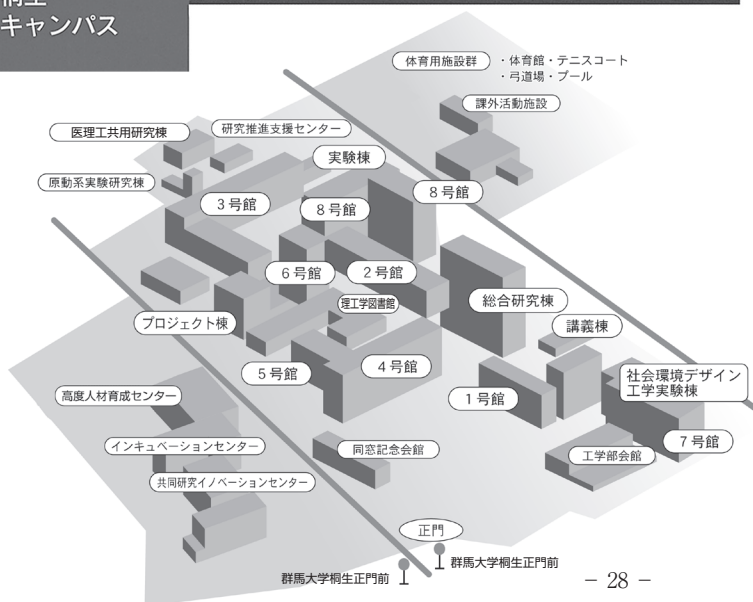 桐生
キャンパス
体育用施設群
・体育館・テニスコート
・弓道場・プール
課外活動施設
医理工共用研究棟
研究推進支援センター
実験棟
原動系実験研究棟
3号館
8号館
8号館
6号館
2号館
理工学図書館
総合研究棟
プロジェクト棟
講義棟
5号館
4号館
1号館
社会環境デザイン
工学実験棟
高度人材育成センター
7号館
インキュベーションセンター
同窓記念会館
工学部会館
共同研究イノベーションセンター
正門
群馬大学桐生正門前
群馬大学桐生正門前
− 28 −